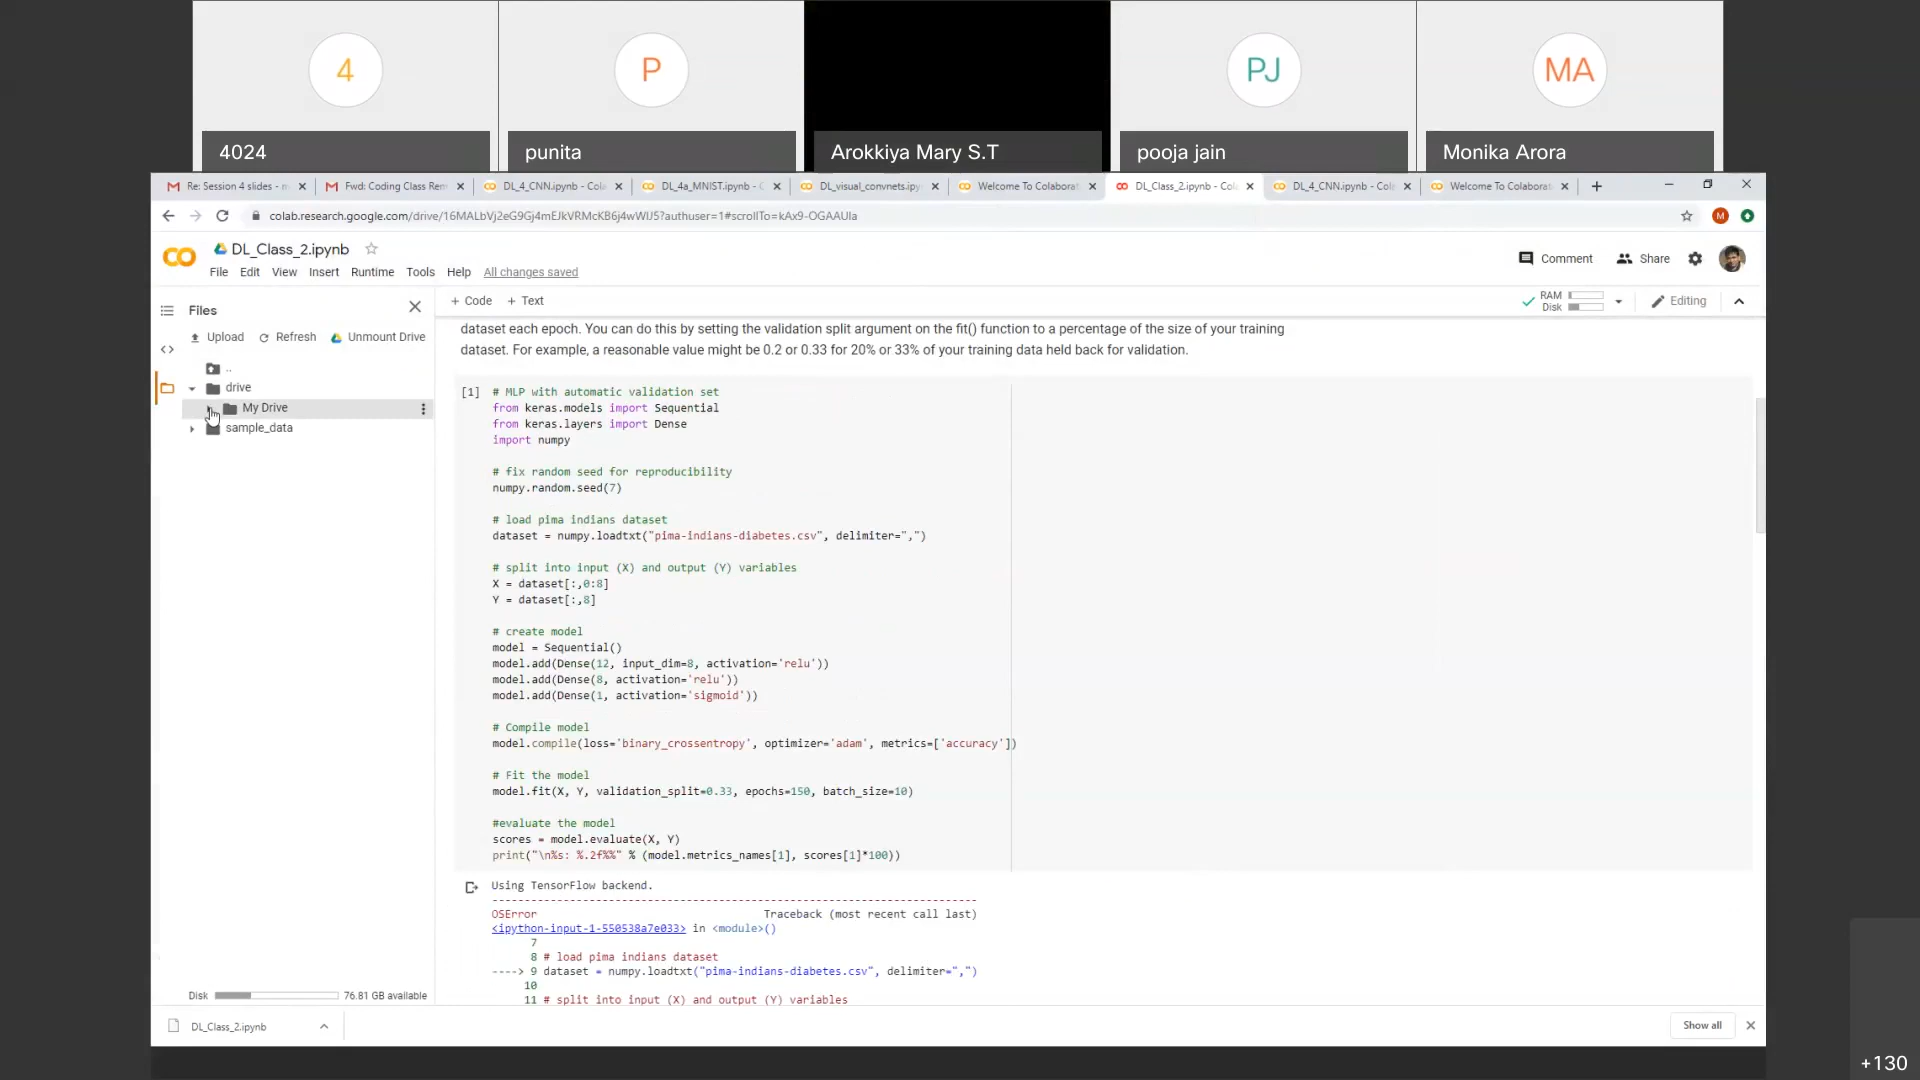 4
P
PJ
MA
4024
punita
Arokkiya Mary S.T
pooja jain
Monika Arora
Re: Session 4 slides - m
Fwd: Coding Class Rem
DL_4_CNN.ipynb - Cola
DL_4a_MNIST.ipynb - C
DL_visual_convnets.ipy
Welcome To Colaborat
DL_Class_2.ipynb - Col
DL_4_CNN.ipynb - Col
Welcome To Colaborat
colab.research.google.com/drive/16MALbVj2eG9Gj4mEJkVRMcKB6j4wWIJ5?authuser=1#scrollTo=kAx9-OGAAUIa
M
DL_Class_2.ipynb
File Edit View Insert Runtime Tools Help All changes saved
Comment
Share
Files
+ Code + Text
RAM
Disk
Editing
Upload Refresh Unmount Drive
..
drive
My Drive
sample_data
Disk 76.81 GB available
dataset each epoch. You can do this by setting the validation split argument on the fit() function to a percentage of the size of your training
dataset. For example, a reasonable value might be 0.2 or 0.33 for 20% or 33% of your training data held back for validation.
[1] # MLP with automatic validation set
from keras.models import Sequential
from keras.layers import Dense
import numpy
# fix random seed for reproducibility
numpy.random.seed(7)
# load pima indians dataset
dataset = numpy.loadtxt("pima-indians-diabetes.csv", delimiter=",")
# split into input (X) and output (Y) variables
X = dataset[:,0:8]
Y = dataset[:,8]
# create model
model = Sequential()
model.add(Dense(12, input_dim=8, activation='relu'))
model.add(Dense(8, activation='relu'))
model.add(Dense(1, activation='sigmoid'))
# Compile model
model.compile(loss='binary_crossentropy', optimizer='adam', metrics=['accuracy'])
# Fit the model
model.fit(X, Y, validation_split=0.33, epochs=150, batch_size=10)
#evaluate the model
scores = model.evaluate(X, Y)
print("\n%s: %.2f%%" % (model.metrics_names[1], scores[1]*100))
Using TensorFlow backend.
---------------------------------------------------------------------------
OSError Traceback (most recent call last)
<ipython-input-1-550538a7e033> in <module>()
7
8 # load pima indians dataset
----> 9 dataset = numpy.loadtxt("pima-indians-diabetes.csv", delimiter=",")
10
11 # split into input (X) and output (Y) variables
DL_Class_2.ipynb
Show all
+130